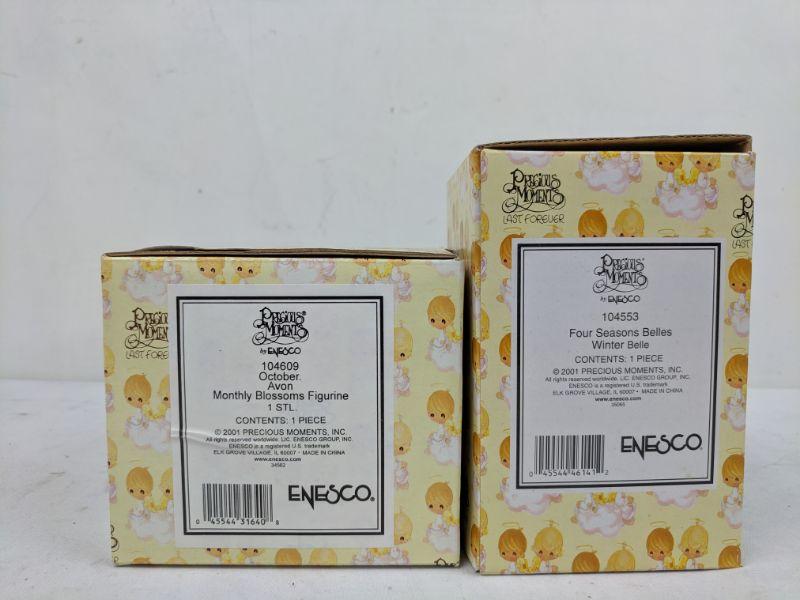 PRECIOUS
MOMENTS
LAST FOREVER
PRECIOUS
MOMENTS
by ENESCO
104609
October.
Avon
Monthly Blossoms Figurine
1 STL.
CONTENTS: 1 PIECE
© 2001 PRECIOUS MOMENTS, INC.
All rights reserved worldwide. LIC. ENESCO GROUP, INC.
ENESCO is a registered U.S. trademark
ELK GROVE VILLAGE, IL 60007 • MADE IN CHINA
www.enesco.com
0 45544 31640 8
ENESCO®
PRECIOUS
MOMENTS
LAST FOREVER
PRECIOUS
MOMENTS
by ENESCO
104553
Four Seasons Belles
Winter Belle
CONTENTS: 1 PIECE
© 2001 PRECIOUS MOMENTS, INC.
All rights reserved worldwide. LIC. ENESCO GROUP, INC.
ENESCO is a registered U.S. trademark
ELK GROVE VILLAGE, IL 60007 • MADE IN CHINA
www.enesco.com
0 45544 46141 2
ENESCO®